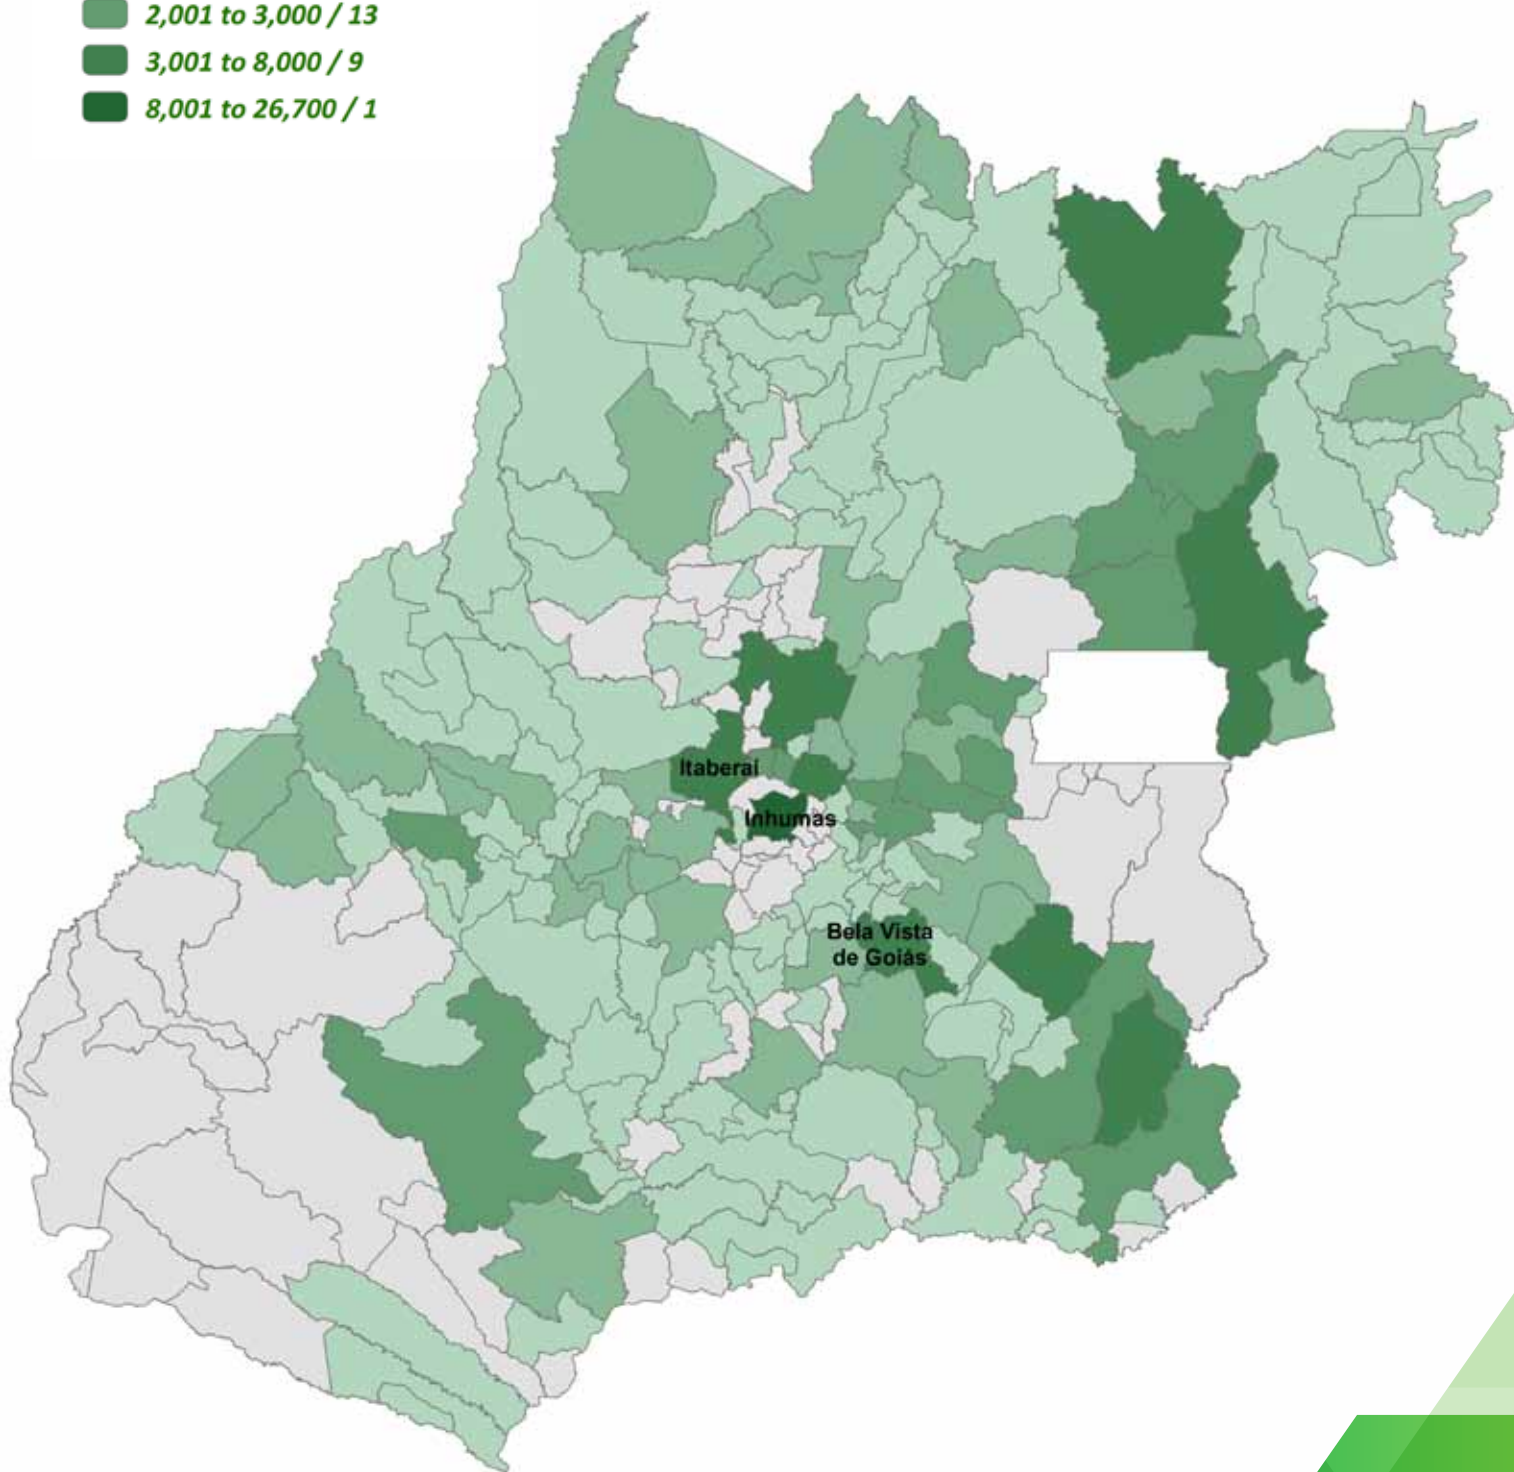 2,001 to 3,000 / 13
3,001 to 8,000 / 9
8,001 to 26,700 / 1
Itaberaí
Inhumas
Bela Vista
de Goiás